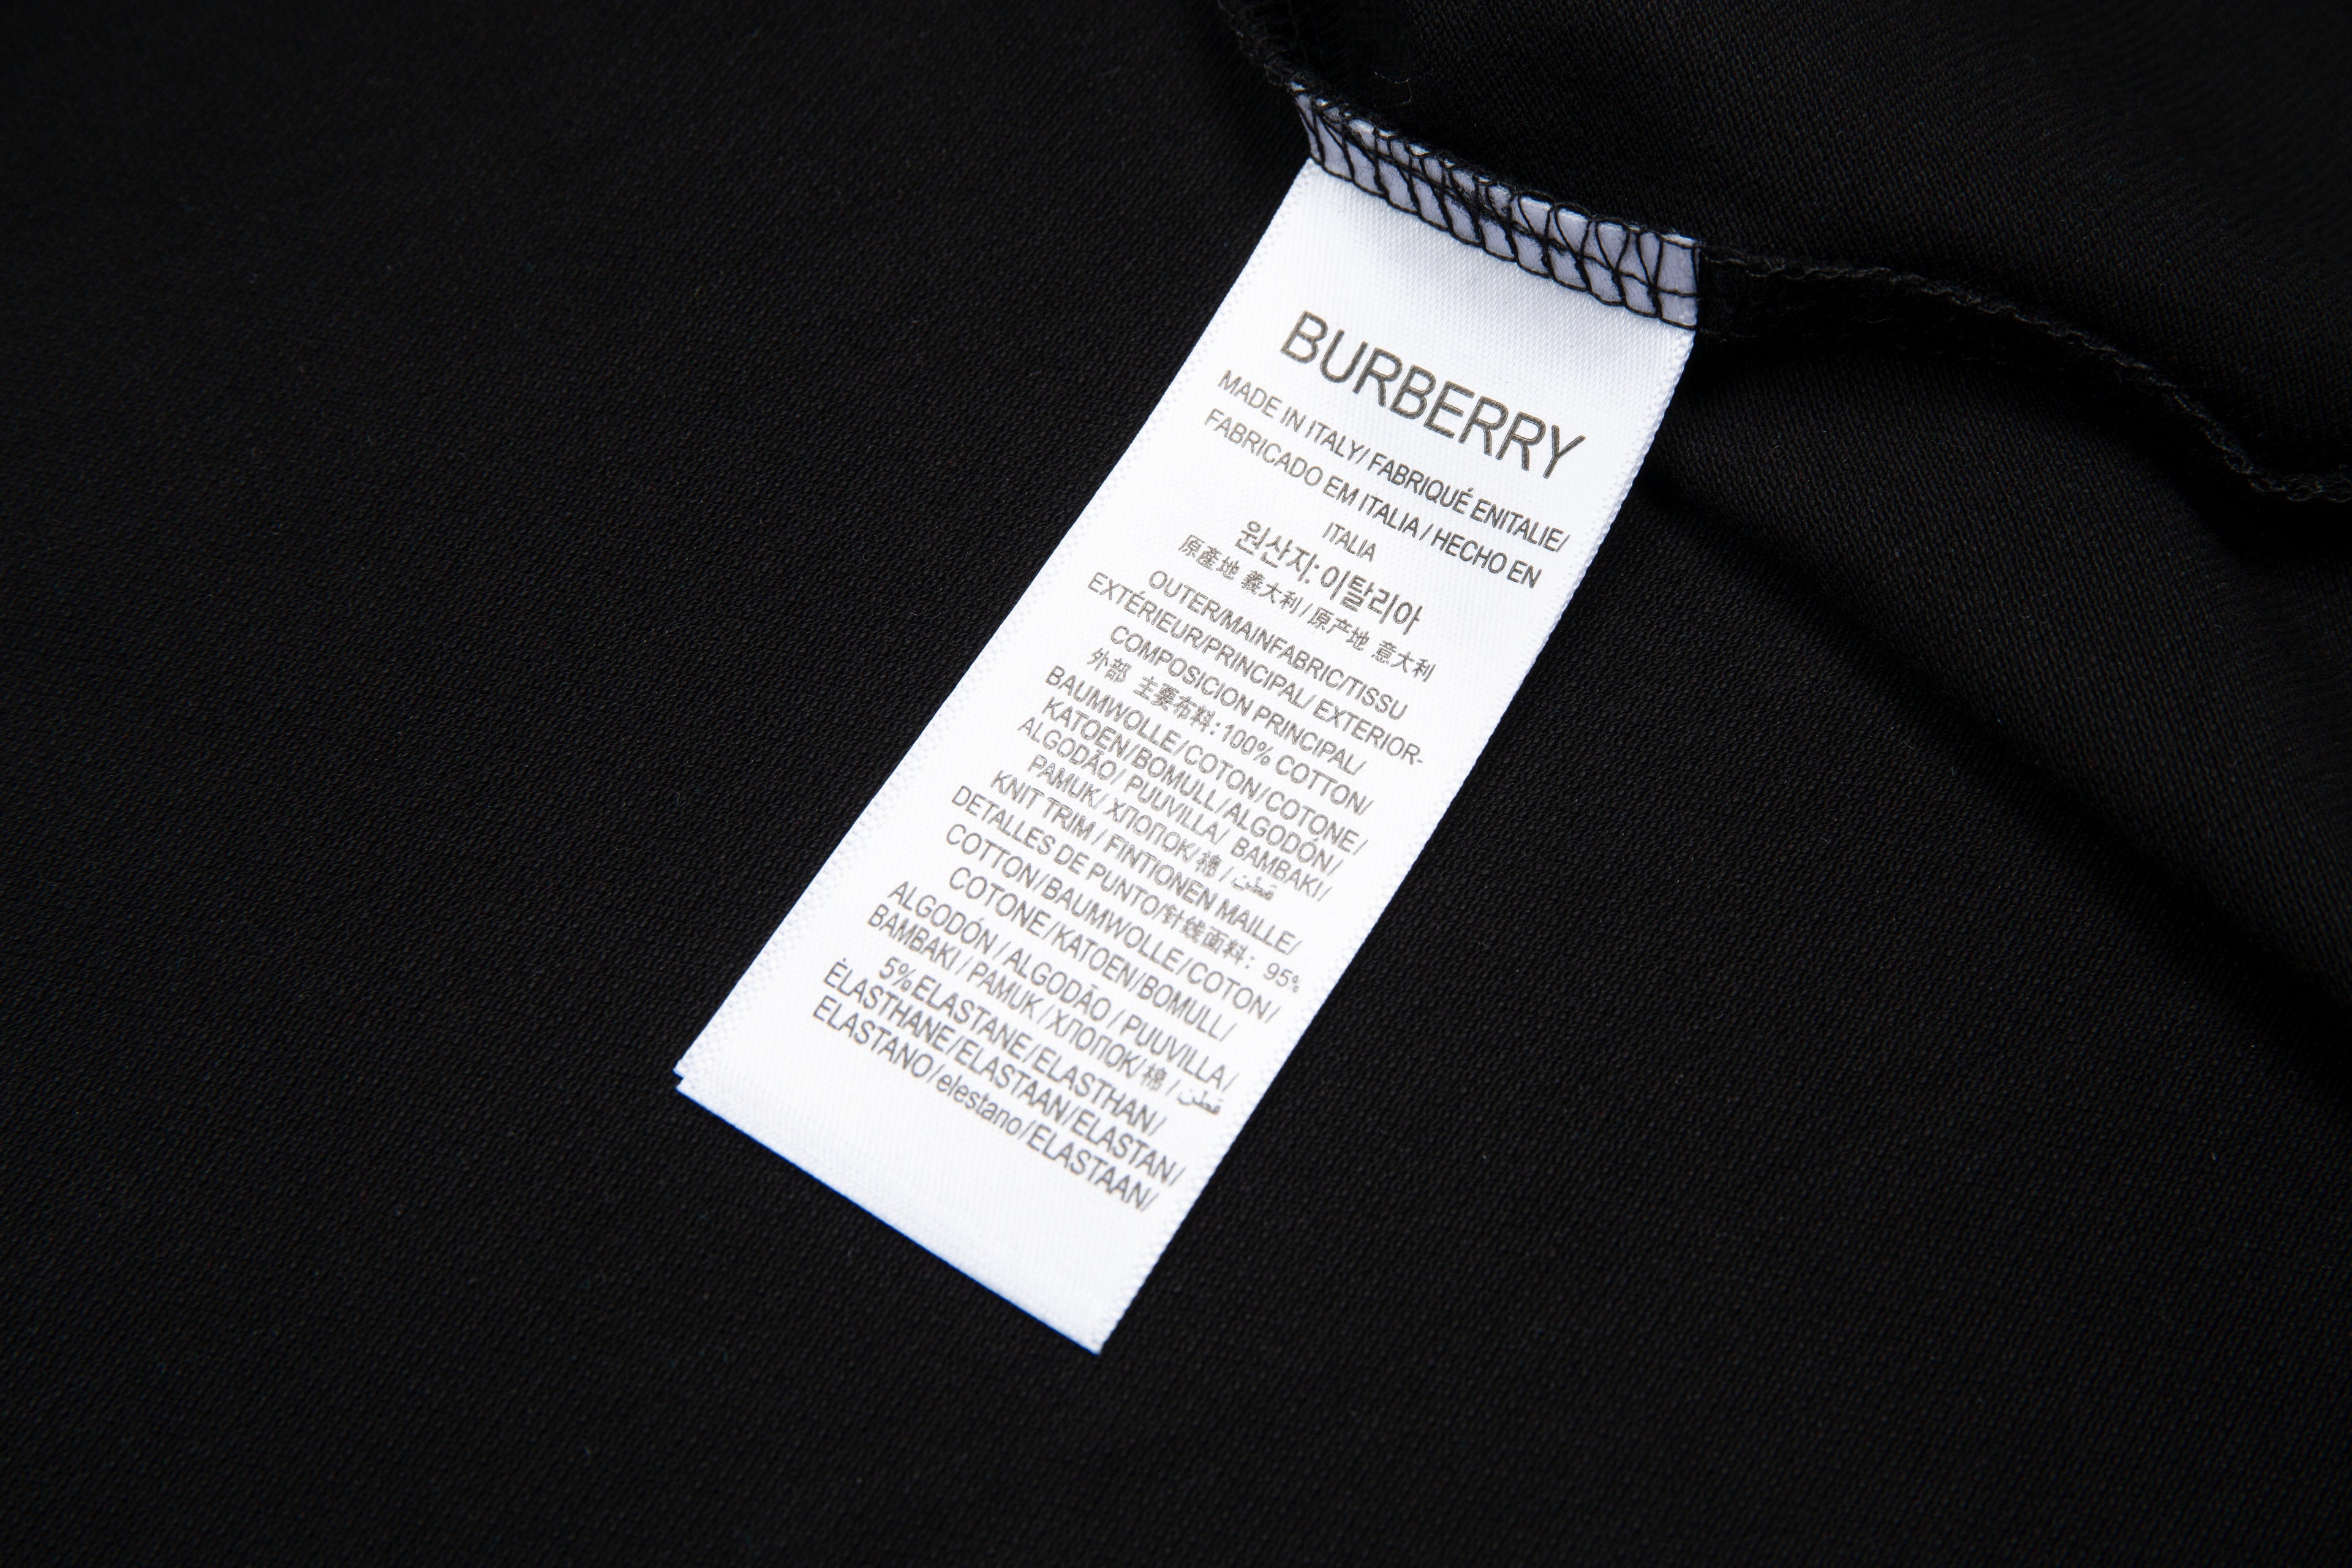 BURBERRY
MADE IN ITALY/ FABRIQUÉ ENITALIE/
FABRICADO EM ITALIA / HECHO EN
ITALIA
원산지:이탈리아
原產地 義大利 / 原产地 意大利
OUTER/MAINFABRIC/TISSU
EXTÉRIEUR/PRINCIPAL/ EXTERIOR-
COMPOSICION PRINCIPAL/
外部 主要布料:100% COTTON/
BAUMWOLLE/COTON/COTONE/
KATOEN/BOMULL/ALGODÓN/
ALGODÃO/ PUUVILLA/ BAMBAKI/
PAMUK/ ХЛОПОК/棉 / قطن
KNIT TRIM / FINTIONEN MAILLE/
DETALLES DE PUNTO/针线面料: 95%
COTTON/BAUMWOLLE/COTON/
COTONE/KATOEN/BOMULL/
ALGODÓN / ALGODÃO / PUUVILLA/
BAMBAKI / PAMUK / ХЛОПОК/棉 / قطن
5%ELASTANE/ELASTHAN/
ÉLASTHANE/ELASTAAN/ELASTAN/
ELASTANO/elestano/ELASTAAN/